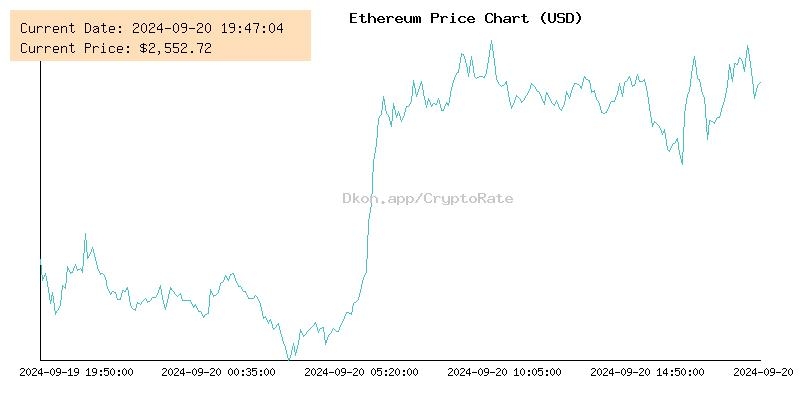 Ethereum Price Chart (USD)
Current Date: 2024-09-20 19:47:04
Current Price: $2,552.72
Dkon.app/CryptoRate
2024-09-19 19:50:00 2024-09-20 00:35:00 2024-09-20 05:20:00 2024-09-20 10:05:00 2024-09-20 14:50:00 2024-09-20